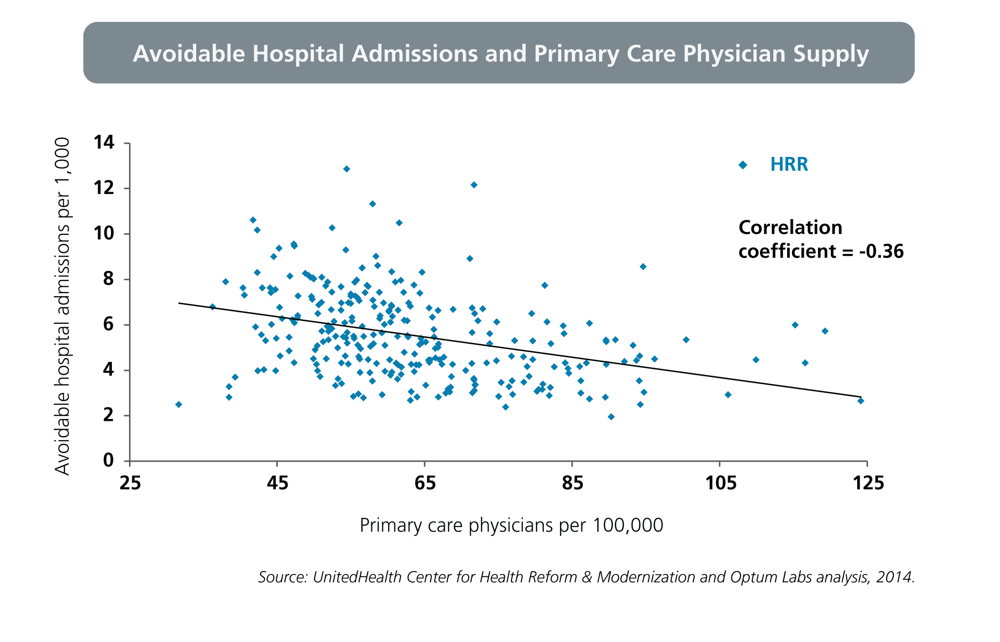 Avoidable Hospital Admissions and Primary Care Physician Supply
Avoidable hospital admissions per 1,000
14
12
10
8
6
4
2
0
HRR
Correlation
coefficient = -0.36
25 45 65 85 105 125
Primary care physicians per 100,000
Source: UnitedHealth Center for Health Reform & Modernization and Optum Labs analysis, 2014.